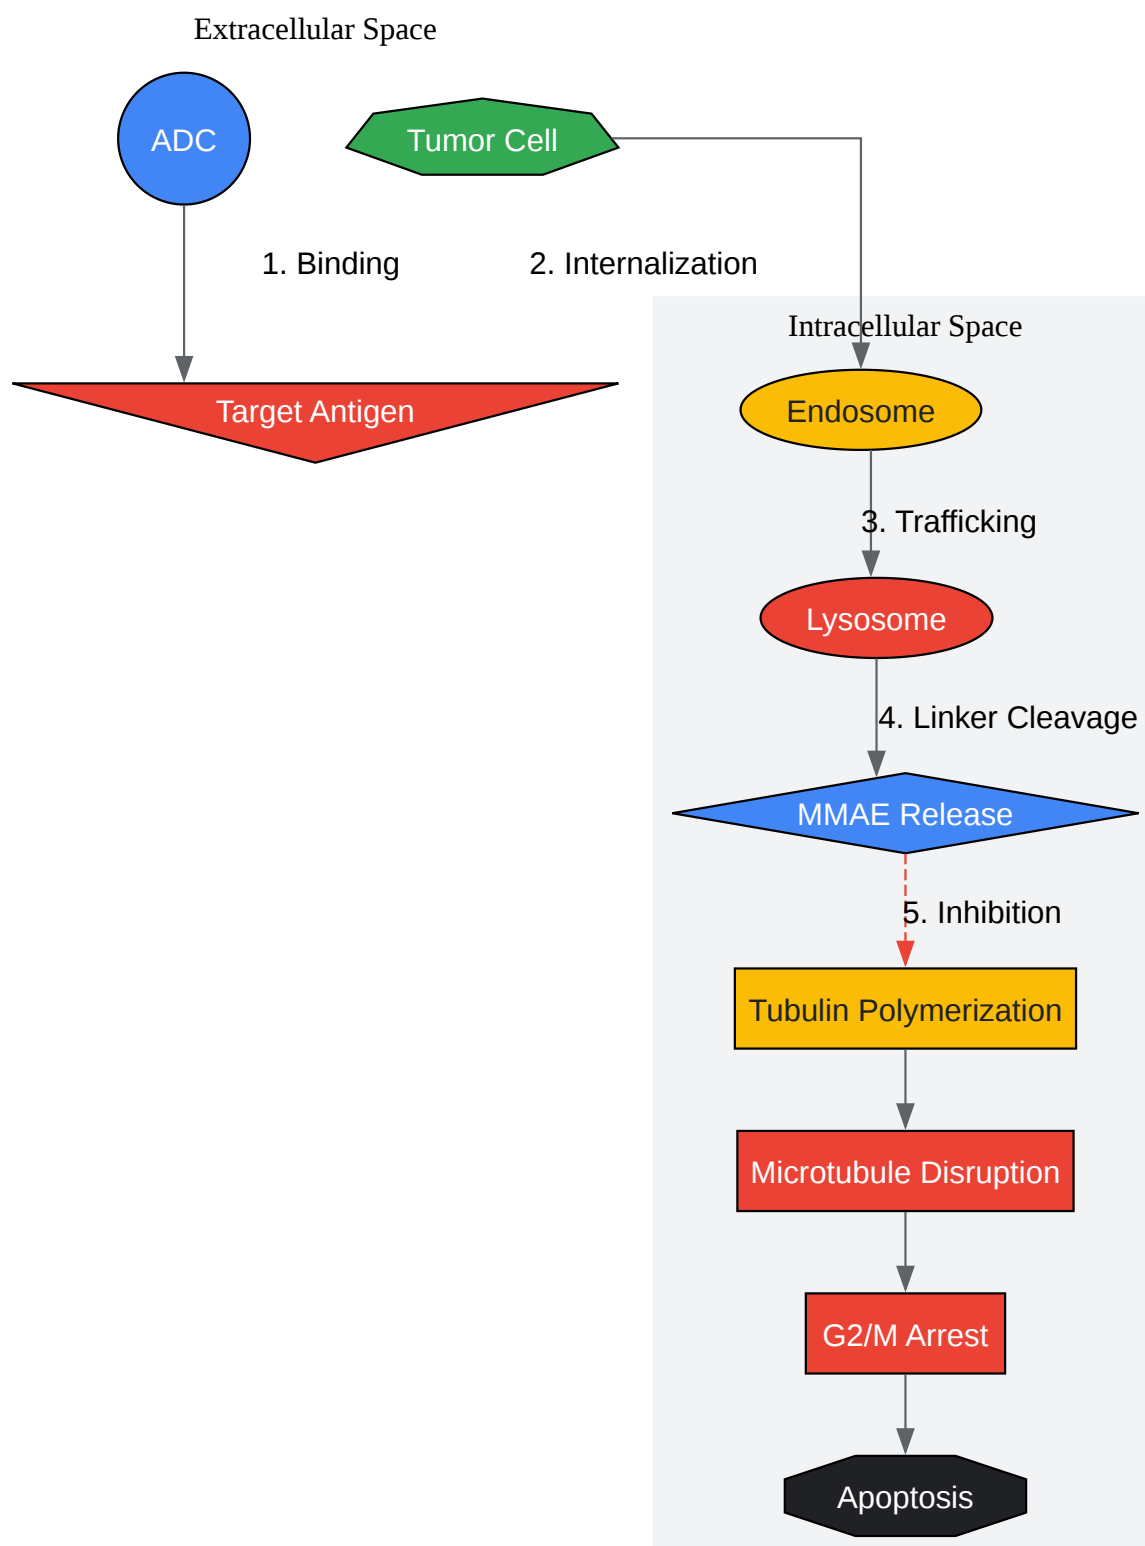 Extracellular Space
ADC
Tumor Cell
1. Binding
2. Internalization
Intracellular Space
Target Antigen
Endosome
3. Trafficking
Lysosome
4. Linker Cleavage
MMAE Release
5. Inhibition
Tubulin Polymerization
Microtubule Disruption
G2/M Arrest
Apoptosis